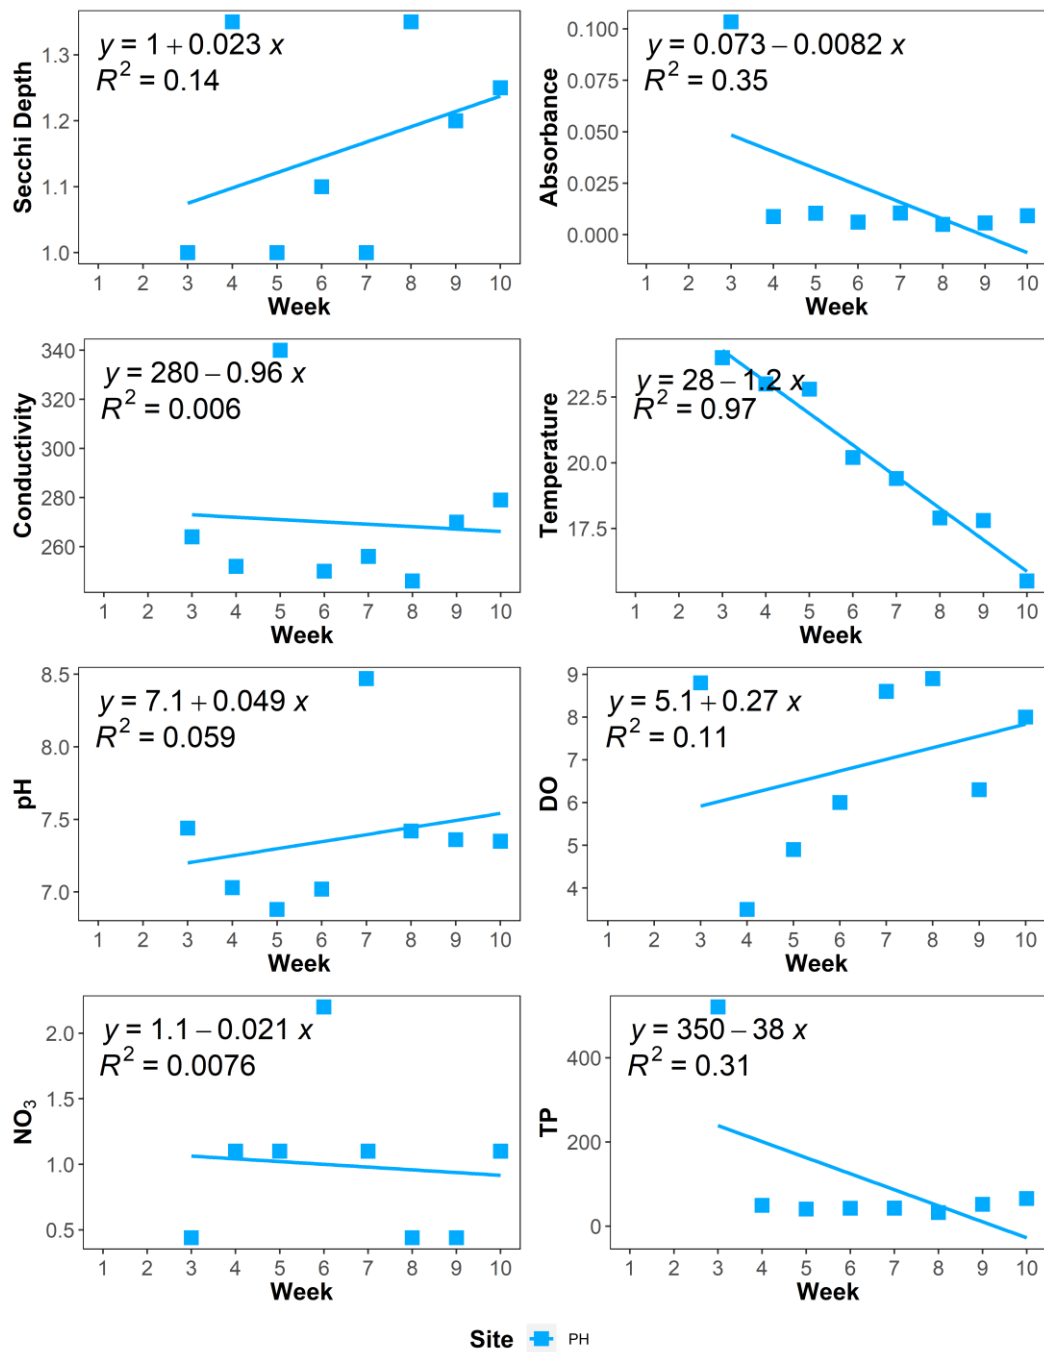 y = 1 + 0.023 x
R² = 0.14
Secchi Depth
1.3
1.2
1.1
1.0
1 2 3 4 5 6 7 8 9 10
Week
y = 0.073 − 0.0082 x
R² = 0.35
Absorbance
0.100
0.075
0.050
0.025
0.000
1 2 3 4 5 6 7 8 9 10
Week
y = 280 − 0.96 x
R² = 0.006
Conductivity
340
320
300
280
260
1 2 3 4 5 6 7 8 9 10
Week
y = 28 − 1.2 x
R² = 0.97
Temperature
22.5
20.0
17.5
1 2 3 4 5 6 7 8 9 10
Week
y = 7.1 + 0.049 x
R² = 0.059
pH
8.5
8.0
7.5
7.0
1 2 3 4 5 6 7 8 9 10
Week
y = 5.1 + 0.27 x
R² = 0.11
DO
9
8
7
6
5
4
1 2 3 4 5 6 7 8 9 10
Week
y = 1.1 − 0.021 x
R² = 0.0076
NO₃
2.0
1.5
1.0
0.5
1 2 3 4 5 6 7 8 9 10
Week
y = 350 − 38 x
R² = 0.31
TP
400
200
0
1 2 3 4 5 6 7 8 9 10
Week
Site PH